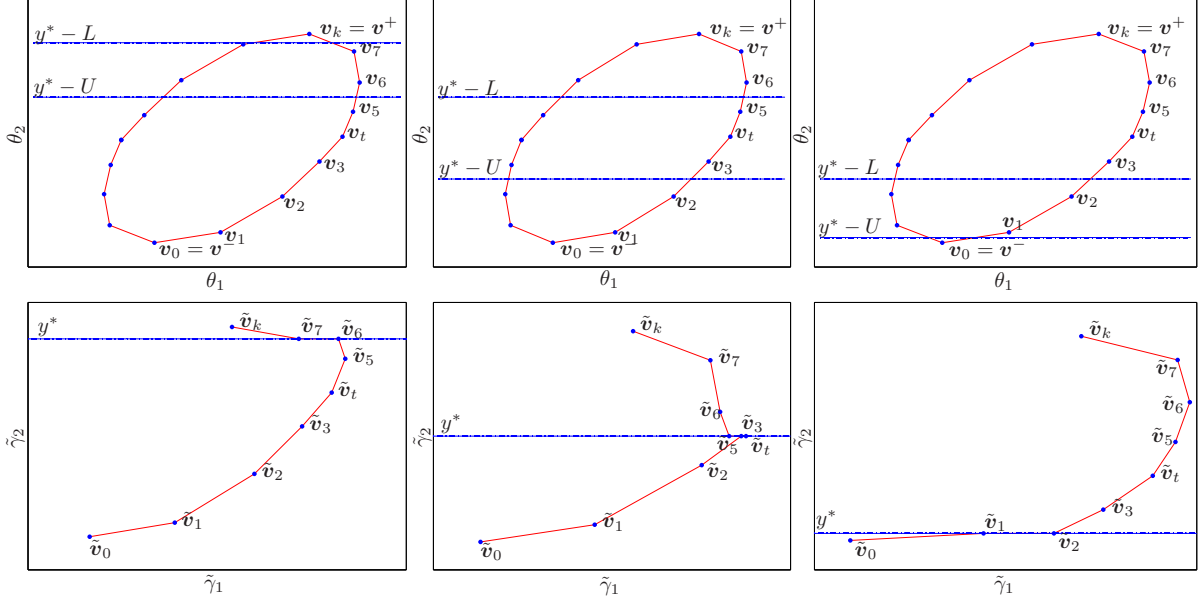 y* − L
v_k = v^+
v_7
y* − U
v_6
v_5
v_t
v_3
v_2
v_1
v_0 = v^−
θ_2
θ_1
v_k = v^+
v_7
y* − L
v_6
v_5
v_t
v_3
y* − U
v_2
v_1
v_0 = v^−
θ_2
θ_1
v_k = v^+
v_7
v_6
v_5
v_t
y* − L
v_3
v_2
y* − U
v_1
v_0 = v^−
θ_2
θ_1
y*
ṽ_k
ṽ_7
ṽ_6
ṽ_5
ṽ_t
ṽ_3
ṽ_2
ṽ_1
ṽ_0
γ̃_2
γ̃_1
ṽ_k
ṽ_7
ṽ_6
y*
ṽ_3
ṽ_5
ṽ_t
ṽ_2
ṽ_1
ṽ_0
γ̃_2
γ̃_1
ṽ_k
ṽ_7
ṽ_6
ṽ_5
ṽ_t
ṽ_3
y*
ṽ_1
ṽ_2
ṽ_0
γ̃_2
γ̃_1